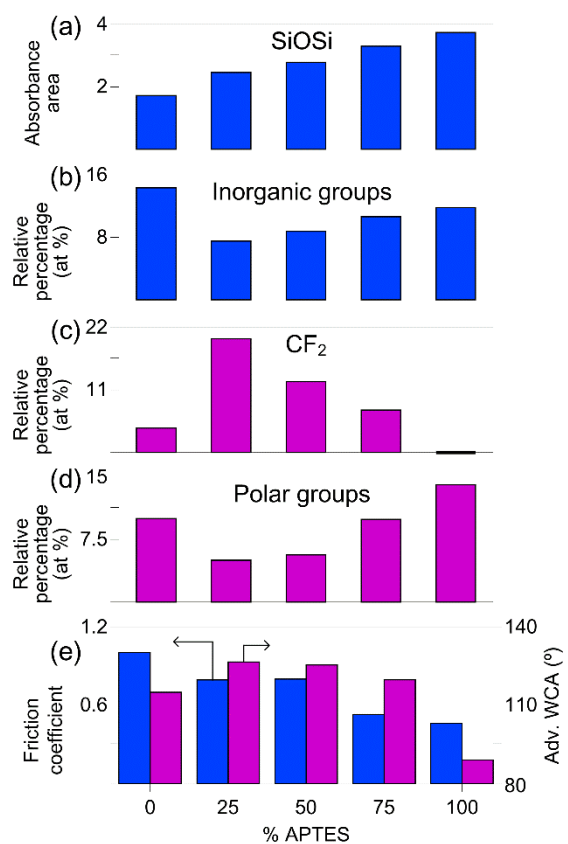 (a)
SiOSi
4
2
Absorbance
area
(b)
Inorganic groups
16
8
Relative
percentage
(at %)
(c)
CF₂
22
11
Relative
percentage
(at %)
(d)
Polar groups
15
7.5
Relative
percentage
(at %)
(e)
1.2
0.6
Friction
coefficient
140
110
80
Adv. WCA (º)
0 25 50 75 100
% APTES